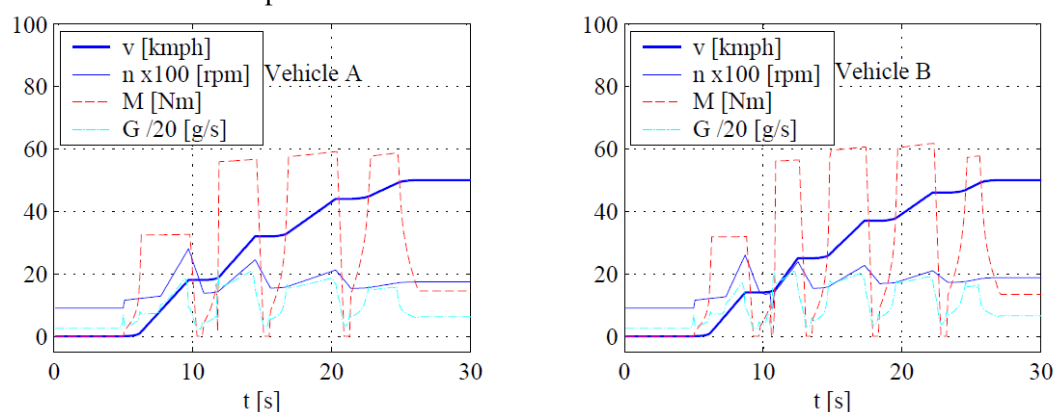 100
80
60
40
20
0
v [kmph]
n x100 [rpm]
M [Nm]
G /20 [g/s]
Vehicle A
0 10 20 30
t [s]
100
80
60
40
20
0
v [kmph]
n x100 [rpm]
M [Nm]
G /20 [g/s]
Vehicle B
0 10 20 30
t [s]